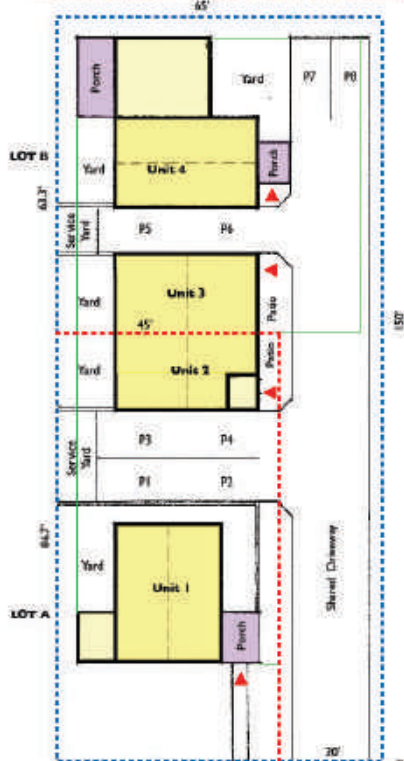 65'
Porch
Yard
P7
P8
LOT B
Yard
Unit 4
Porch
63.3'
Service
Yard
P5
P6
Unit 3
45'
Patio
150'
Yard
Yard
Unit 2
Patio
Service
Yard
P3
P4
P1
P2
86.7'
Yard
Unit 1
Shared Driveway
LOT A
Porch
20'